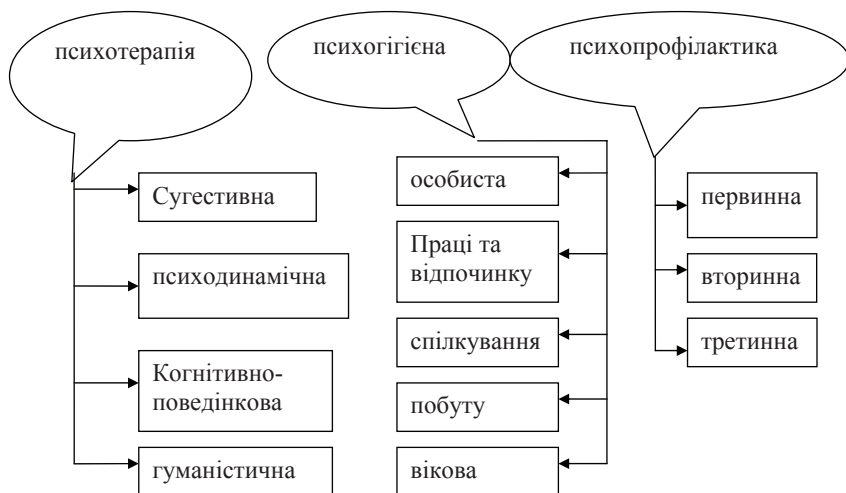 психотерапія
психогігієна
психопрофілактика
Сугестивна
психодинамічна
Когнітивно-
поведінкова
гуманістична
особиста
Праці та
відпочинку
спілкування
побуту
вікова
первинна
вторинна
третинна